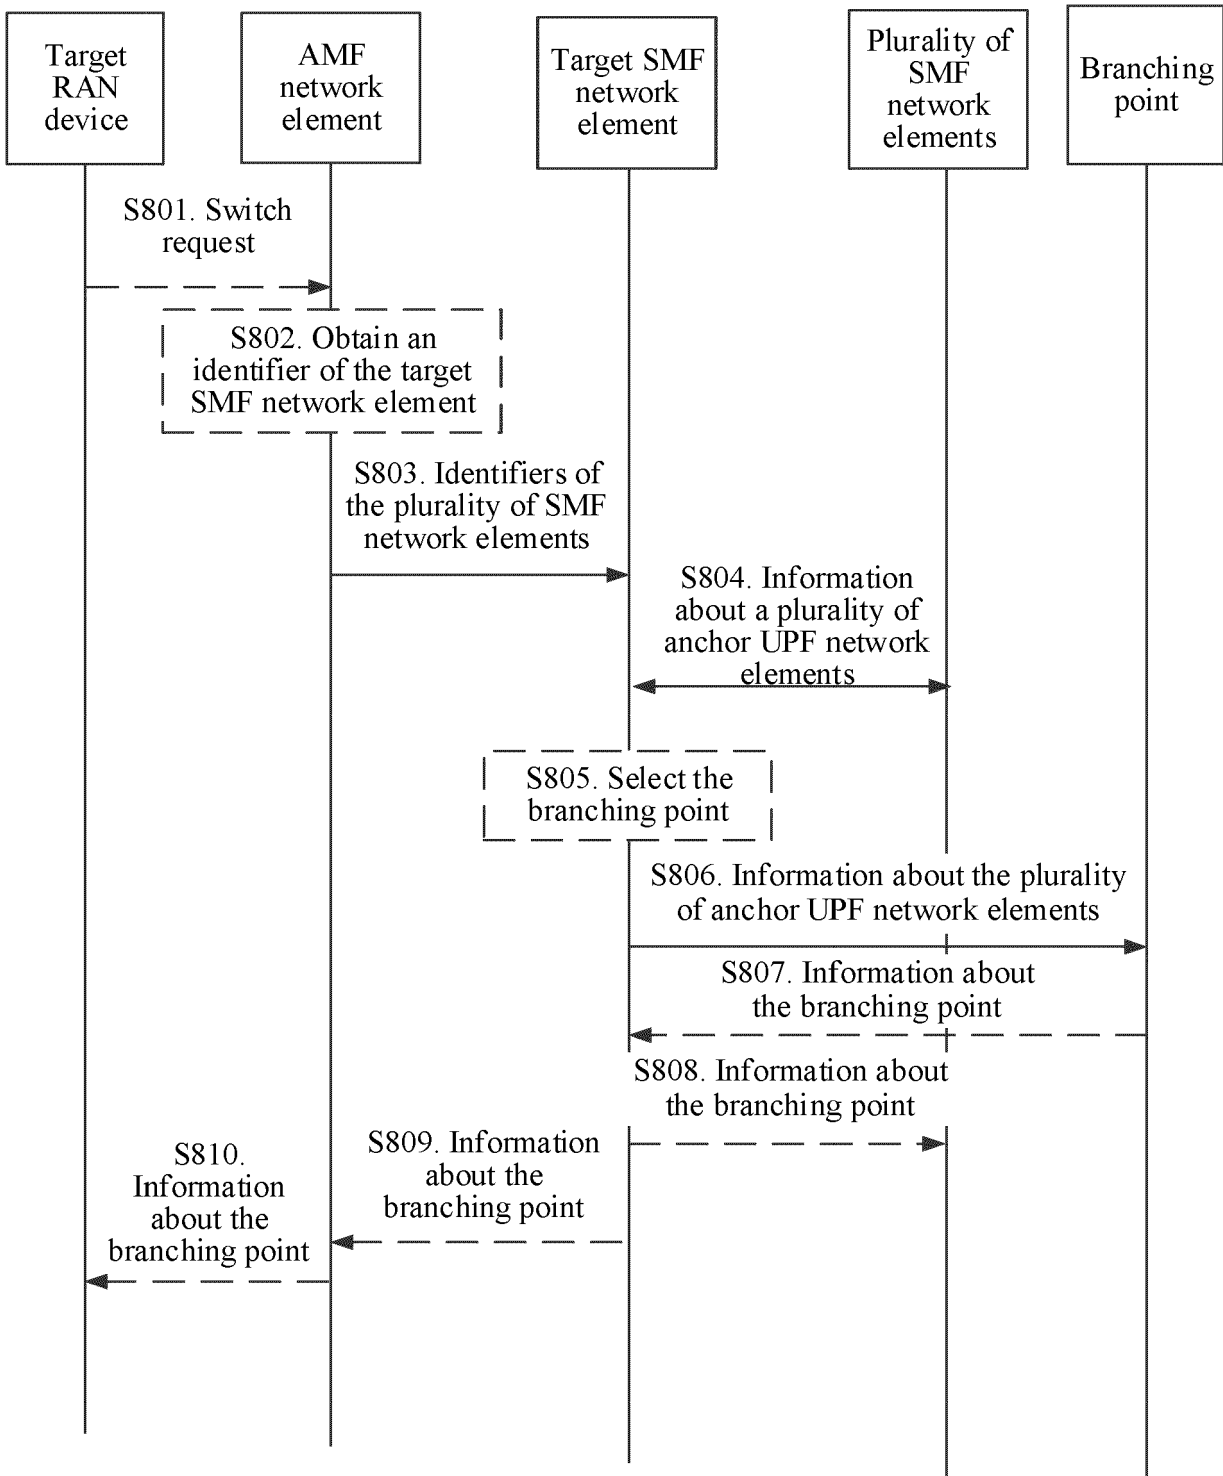 Target
RAN
device
AMF
network
element
Target SMF
network
element
Plurality of
SMF
network
elements
Branching
point
S801. Switch
request
S802. Obtain an
identifier of the target
SMF network element
S803. Identifiers of
the plurality of SMF
network elements
S804. Information
about a plurality of
anchor UPF network
elements
S805. Select the
branching point
S806. Information about the plurality
of anchor UPF network elements
S807. Information about
the branching point
S808. Information about
the branching point
S809. Information
about the
branching point
S810.
Information
about the
branching point